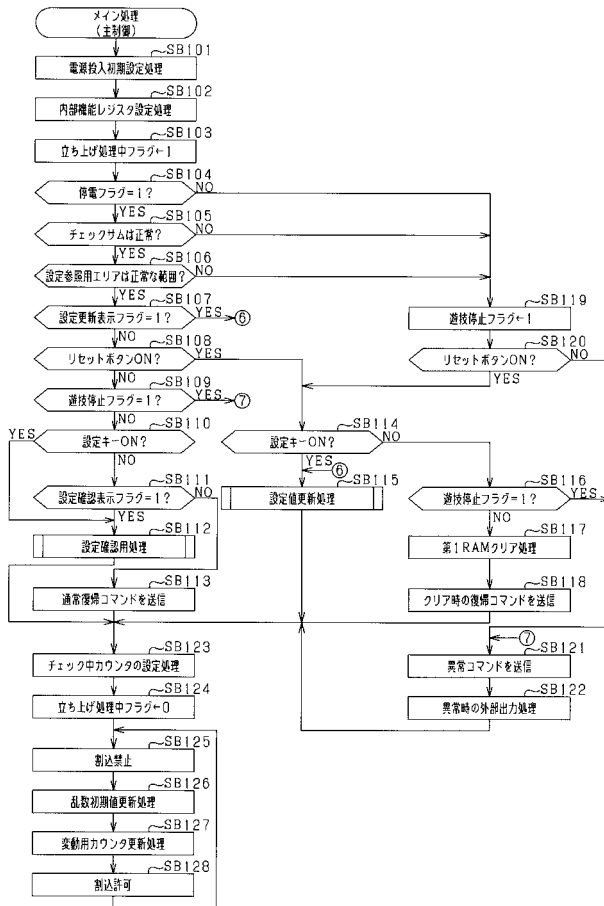 メイン処理
(主制御)
SB101
電源投入初期設定処理
SB102
内部機能レジスタ設定処理
SB103
立ち上げ処理中フラグ←1
SB104
停電フラグ=1?
NO
YES
SB105
チェックサムは正常?
NO
YES
SB106
設定参照用エリアは正常な範囲?
NO
YES
SB107
設定更新表示フラグ=1?
YES
⑥
NO
SB108
リセットボタンON?
YES
NO
SB109
遊技停止フラグ=1?
YES
⑦
NO
SB110
YES
設定キーON?
NO
SB111
設定確認表示フラグ=1?
NO
YES
SB112
設定確認用処理
SB113
通常復帰コマンドを送信
SB114
設定キーON?
NO
YES
⑥
SB115
設定値更新処理
SB119
遊技停止フラグ←1
SB120
リセットボタンON?
NO
YES
SB116
遊技停止フラグ=1?
YES
NO
SB117
第1RAMクリア処理
SB118
クリア時の復帰コマンドを送信
⑦
SB121
異常コマンドを送信
SB122
異常時の外部出力処理
SB123
チェック中カウンタの設定処理
SB124
立ち上げ処理中フラグ←0
SB125
割込禁止
SB126
乱数初期値更新処理
SB127
変動用カウンタ更新処理
SB128
割込許可